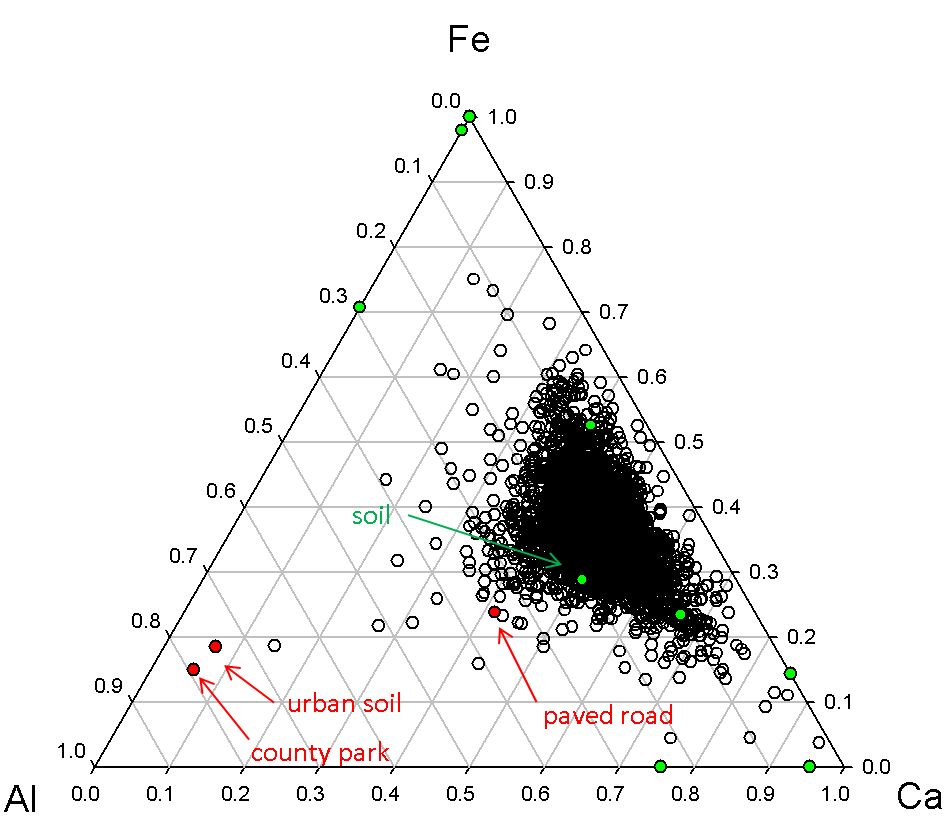 Fe
0.0 1.0
0.1 0.9
0.2 0.8
0.3 0.7
0.4 0.6
0.5 0.5
0.6 0.4
soil
0.7 0.3
0.8 0.2
0.9 0.1
urban soil
paved road
county park
1.0 0.0
Al 0.0 0.1 0.2 0.3 0.4 0.5 0.6 0.7 0.8 0.9 1.0 Ca